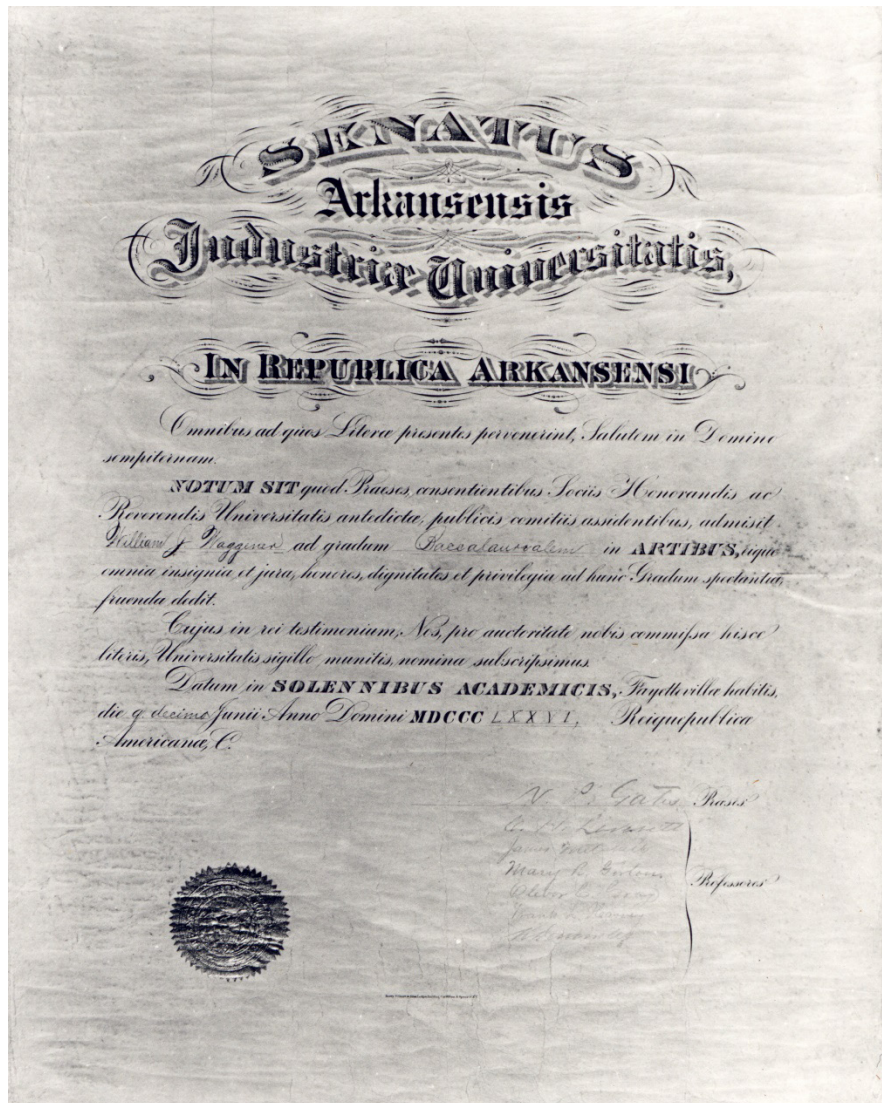 SENATUS
Arkansensis
Industriæ Universitatis,
IN REPUBLICA ARKANSENSI
Omnibus ad quos Literæ presentes pervenerint, Salutem in Domino
sempiternam.
NOTUM SIT quod Praeses, consentientibus Sociis Honorandis ac
Reverendis Universitatis antedictæ, publicis comitiis assidentibus, admisit
William J Waggener ad gradum in ARTIBUS, eique
omnia insignia et jura, honores, dignitates et privilegia ad hunc Gradum spectantia,
fruenda dedit.
Cujus in rei testimonium, Nos, pro auctoritate nobis commissa hisce
literis, Universitatis sigillo munitis, nomina subscripsimus.
Datum in SOLENNIBUS ACADEMICIS, Fayettevillæ habitis,
die decimo Junii Anno Domini MDCCC LXXVI, Reiquepublicæ
Americanæ, C.
N. P. Gates Præses
Mary R.
Professores